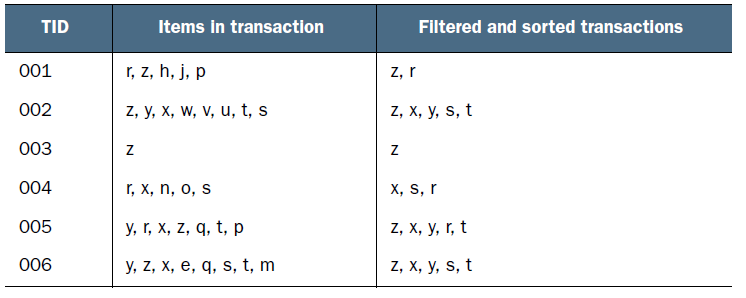 TID Items in transaction Filtered and sorted transactions
001 r, z, h, j, p z, r
002 z, y, x, w, v, u, t, s z, x, y, s, t
003 z z
004 r, x, n, o, s x, s, r
005 y, r, x, z, q, t, p z, x, y, r, t
006 y, z, x, e, q, s, t, m z, x, y, s, t